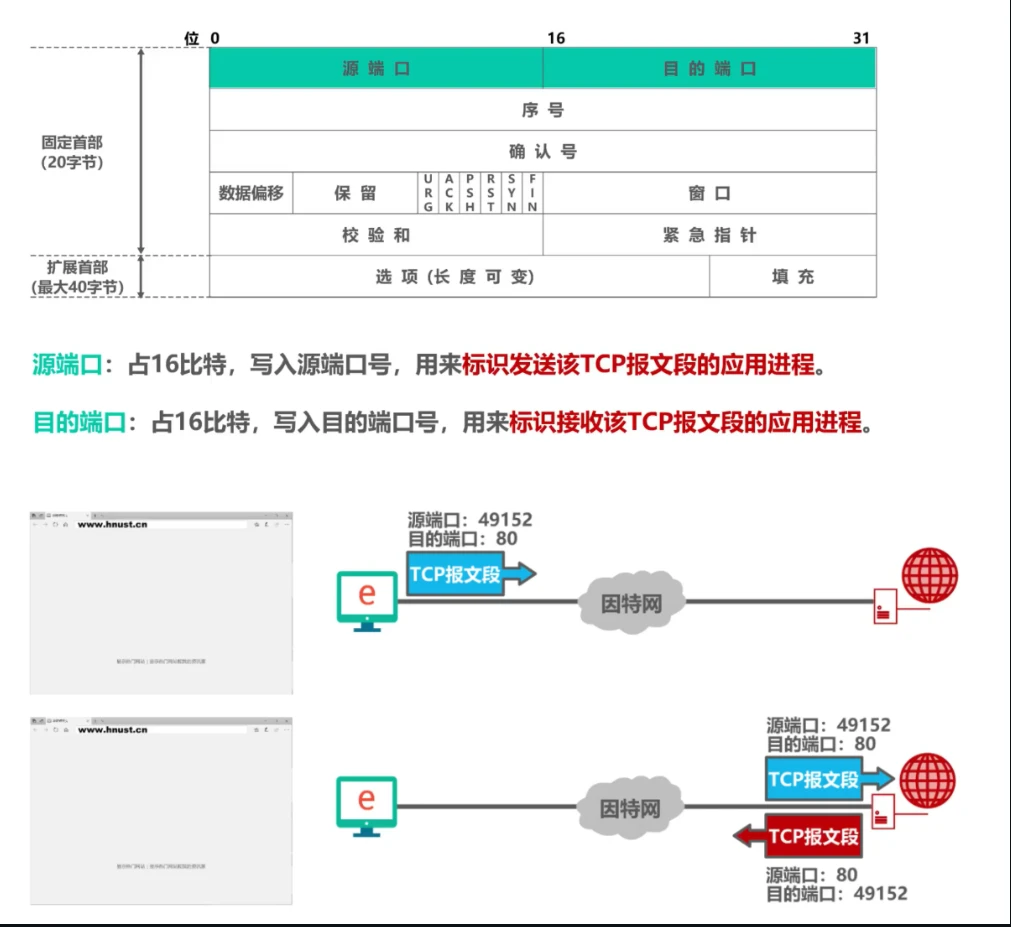 位 0 16 31
源 端 口 目 的 端 口
序 号
固定首部
(20字节)
确 认 号
数据偏移 保 留 URG ACK PSH RST SYN FIN 窗 口
校 验 和 紧 急 指 针
扩展首部
(最大40字节)
选 项 (长 度 可 变) 填 充
源端口：占16比特，写入源端口号，用来标识发送该TCP报文段的应用进程。
目的端口：占16比特，写入目的端口号，用来标识接收该TCP报文段的应用进程。
www.hnust.cn
源端口：49152
目的端口：80
TCP报文段
e
因特网
www.hnust.cn
源端口：49152
目的端口：80
TCP报文段
e
因特网
TCP报文段
源端口：80
目的端口：49152